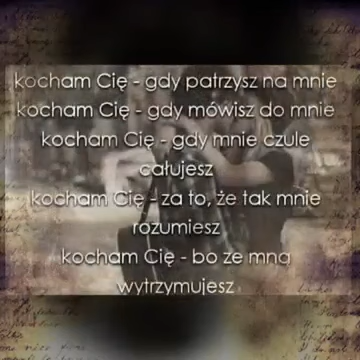 kocham Cię - gdy patrzysz na mnie
kocham Cię - gdy mówisz do mnie
kocham Cię - gdy mnie czule
całujesz
kocham Cię - za to, że tak mnie
rozumiesz
kocham Cię - bo ze mną
wytrzymujesz